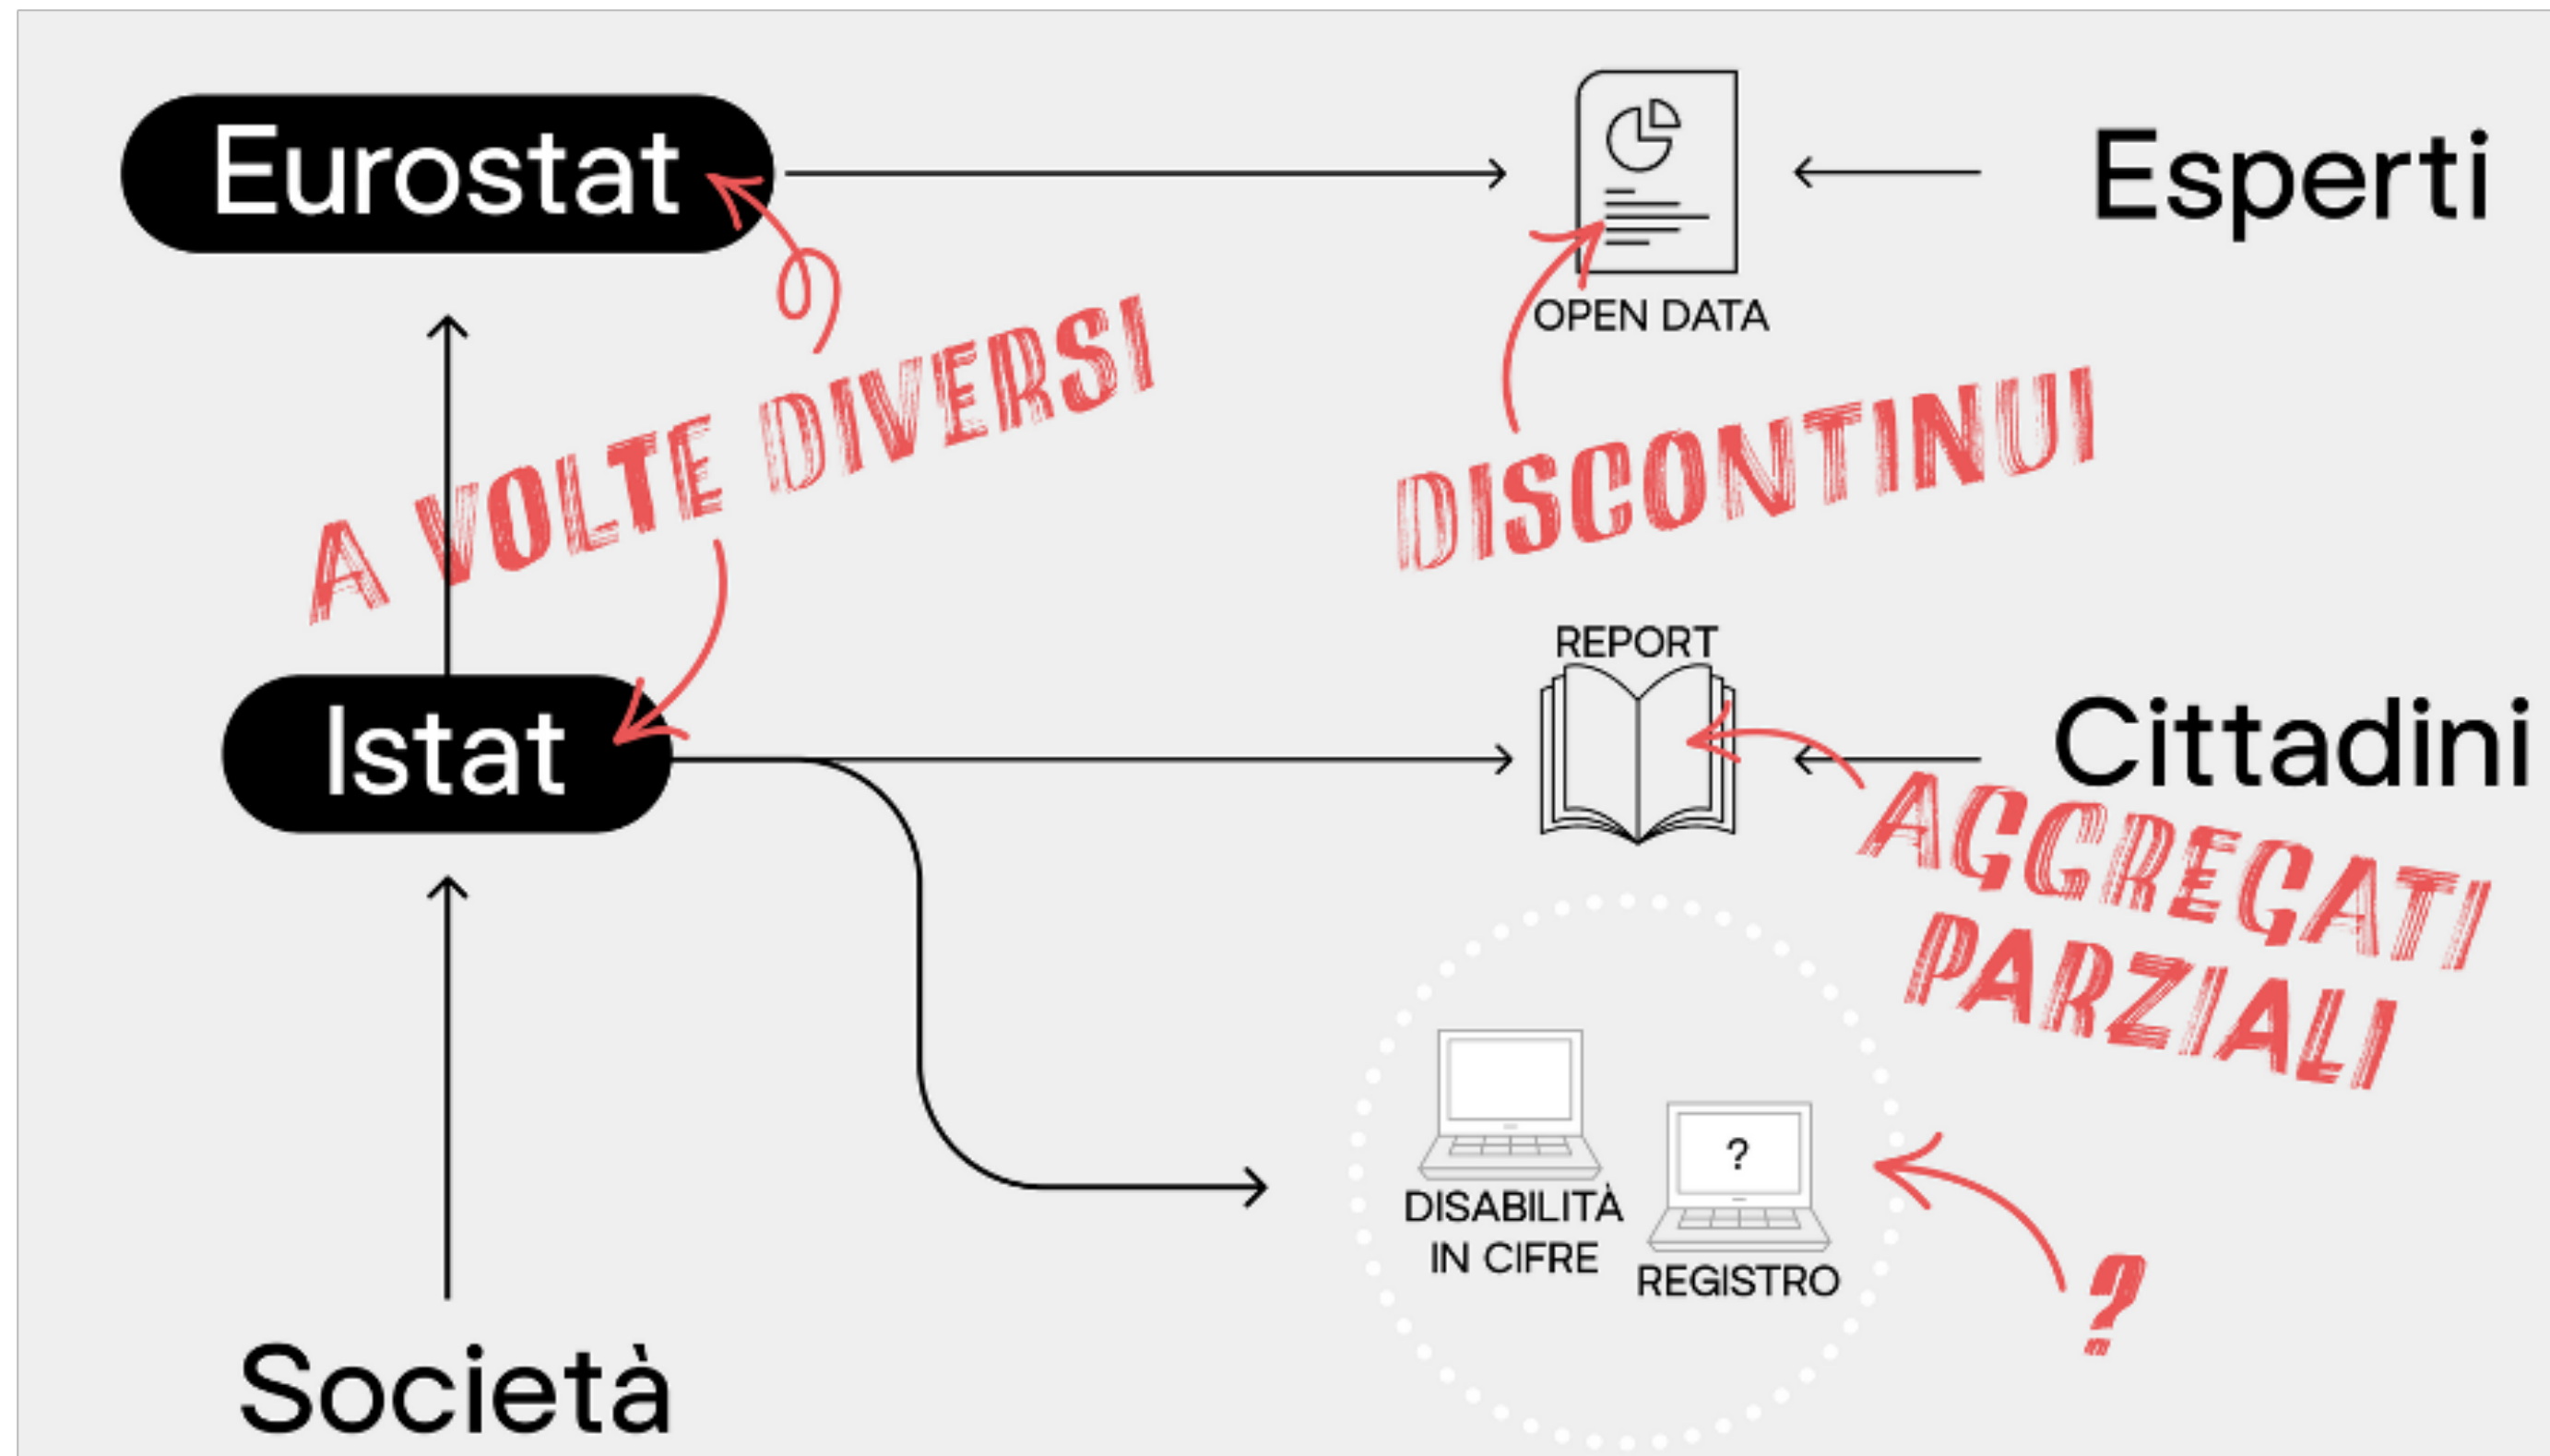 Eurostat
Esperti
OPEN DATA
A VOLTE DIVERSI
DISCONTINUI
REPORT
Istat
Cittadini
AGGREGATI
PARZIALI
?
DISABILITÀ
IN CIFRE
REGISTRO
?
Società